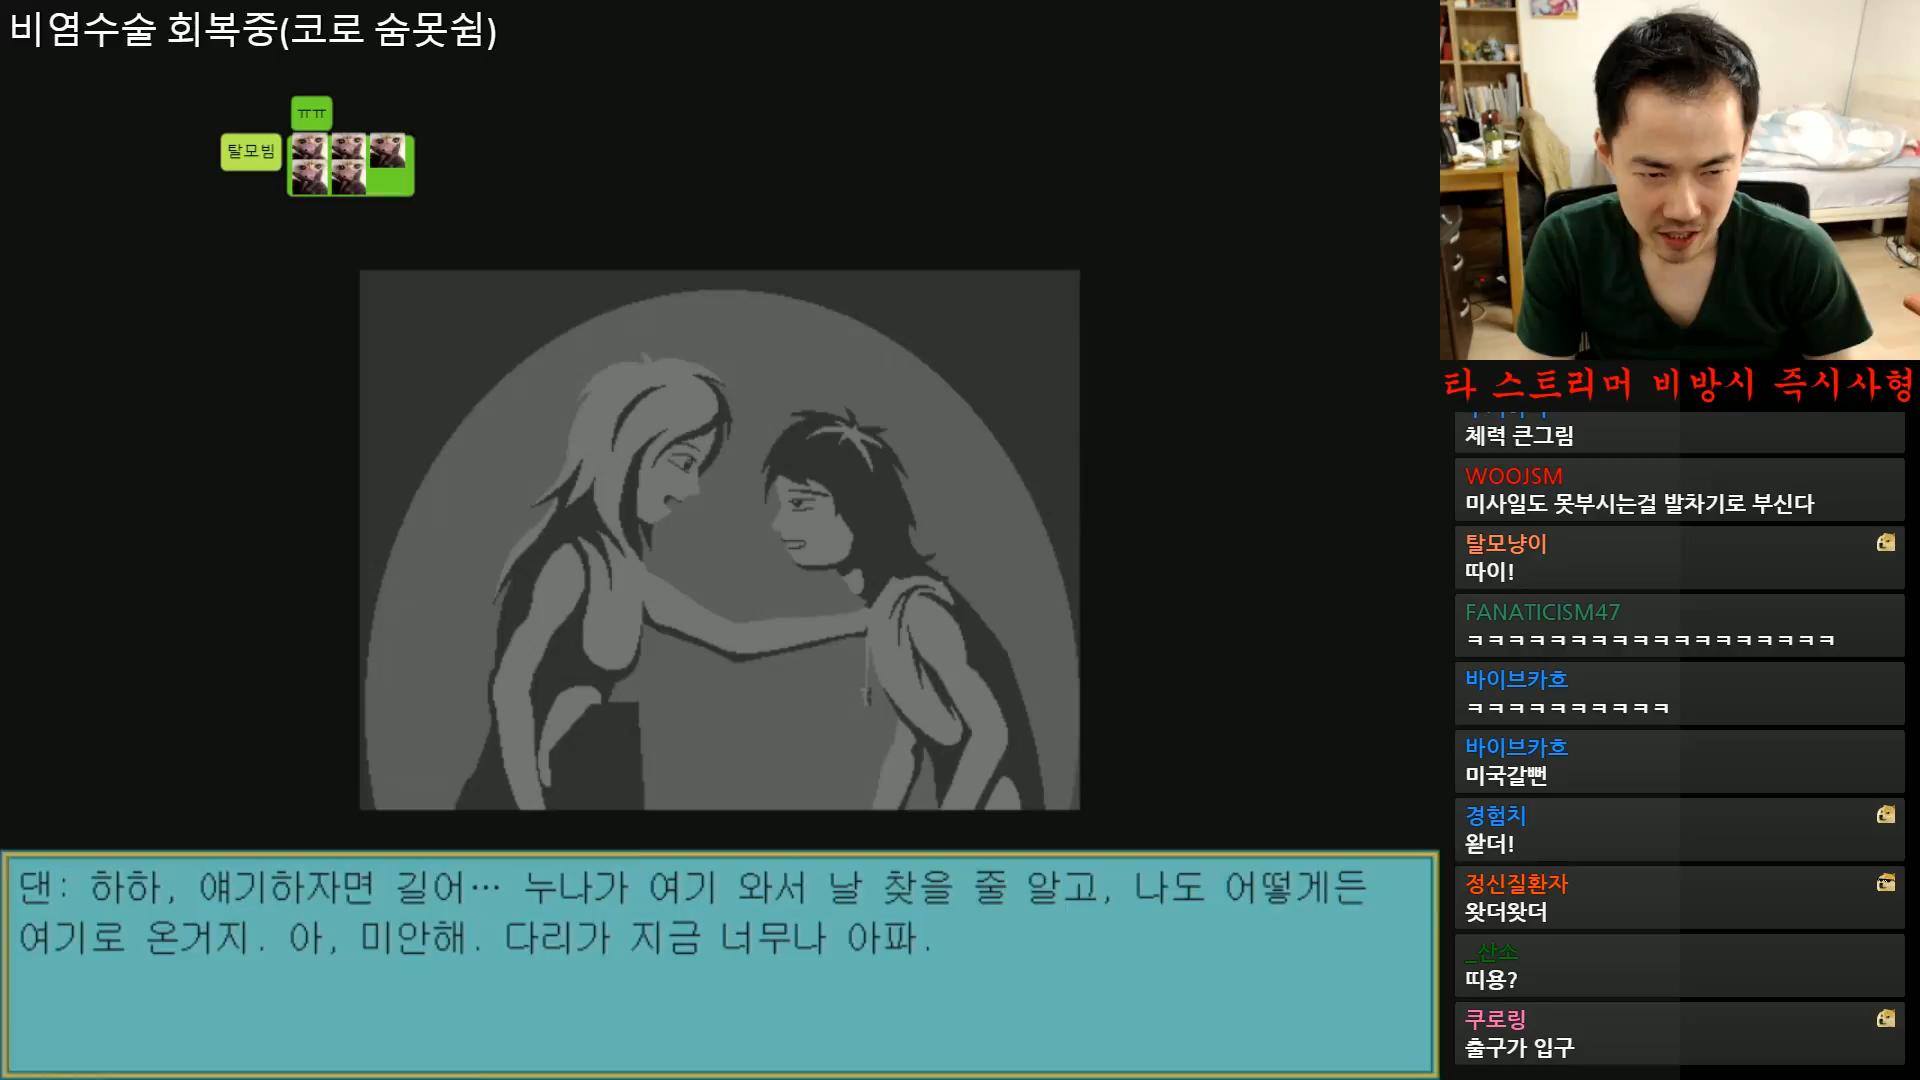 비염수술 회복중(코로 숨못쉼)
ㅠㅠ
탈모빔
댄: 하하, 얘기하자면 길어… 누나가 여기 와서 날 찾을 줄 알고, 나도 어떻게든
여기로 온거지. 아, 미안해. 다리가 지금 너무나 아파.
타 스트리머 비방시 즉시사형
체력 큰그림
WOOJSM
미사일도 못부시는걸 발차기로 부신다
탈모냥이
따이!
FANATICISM47
ㅋㅋㅋㅋㅋㅋㅋㅋㅋㅋㅋㅋㅋㅋㅋㅋㅋㅋ
바이브카흐
ㅋㅋㅋㅋㅋㅋㅋㅋㅋㅋ
바이브카흐
미국갈뻔
경험치
왇더!
정신질환자
왓더왓더
_산소
띠용?
쿠로링
출구가 입구